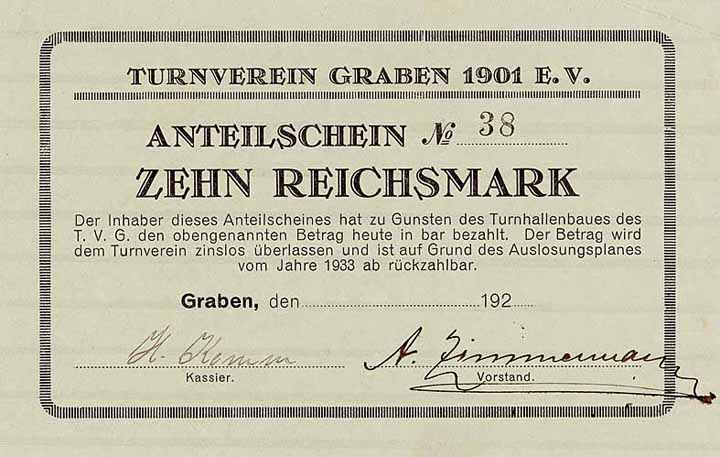 TURNVEREIN GRABEN 1901 E. V.
ANTEILSCHEIN № 38
ZEHN REICHSMARK
Der Inhaber dieses Anteilscheines hat zu Gunsten des Turnhallenbaues des
T. V. G. den obengenannten Betrag heute in bar bezahlt. Der Betrag wird
dem Turnverein zinslos überlassen und ist auf Grund des Auslosungsplanes
vom Jahre 1933 ab rückzahlbar.
Graben, den 192
K. Komm A. Zimmermann
Kassier. Vorstand.